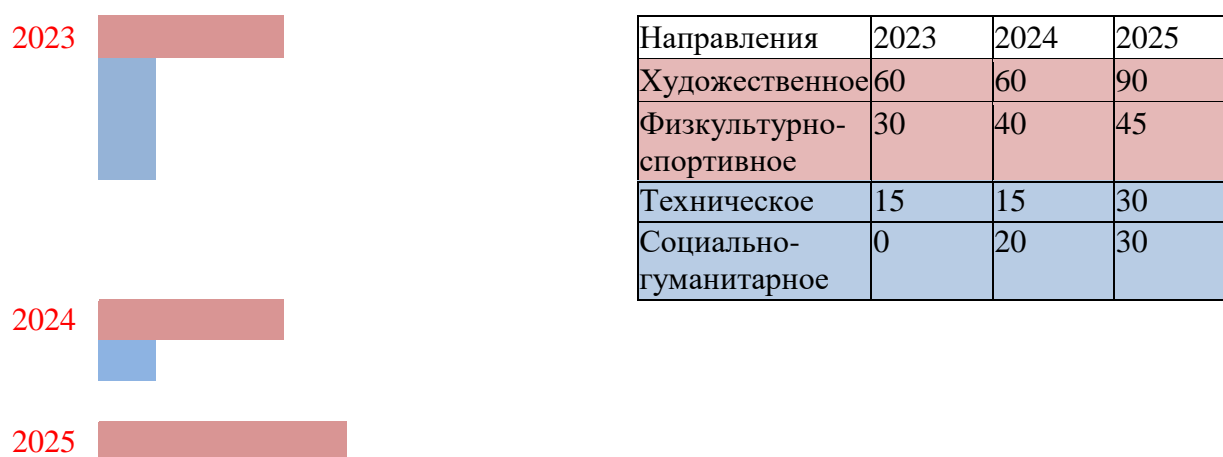 2023
2024
2025
Направления 2023 2024 2025
Художественное 60 60 90
Физкультурно- 30 40 45
спортивное
Техническое 15 15 30
Социально- 0 20 30
гуманитарное